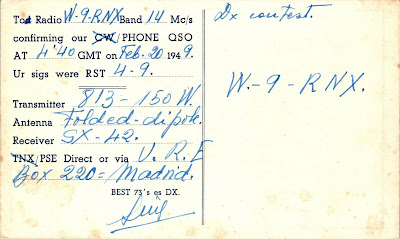 To Radio W-9-RNX Band 14 Mc/s
confirming our CW/PHONE QSO
AT 4'40 GMT on Feb. 20 1949.
Ur sigs were RST 4-9.
Transmitter 813-150 W.
Antenna Folded-dipole.
Receiver SX-42.
TNX/PSE Direct or via U. R. E
Box 220=/Madrid.
BEST 73's es DX.
Dx contest.
W-9-RNX.